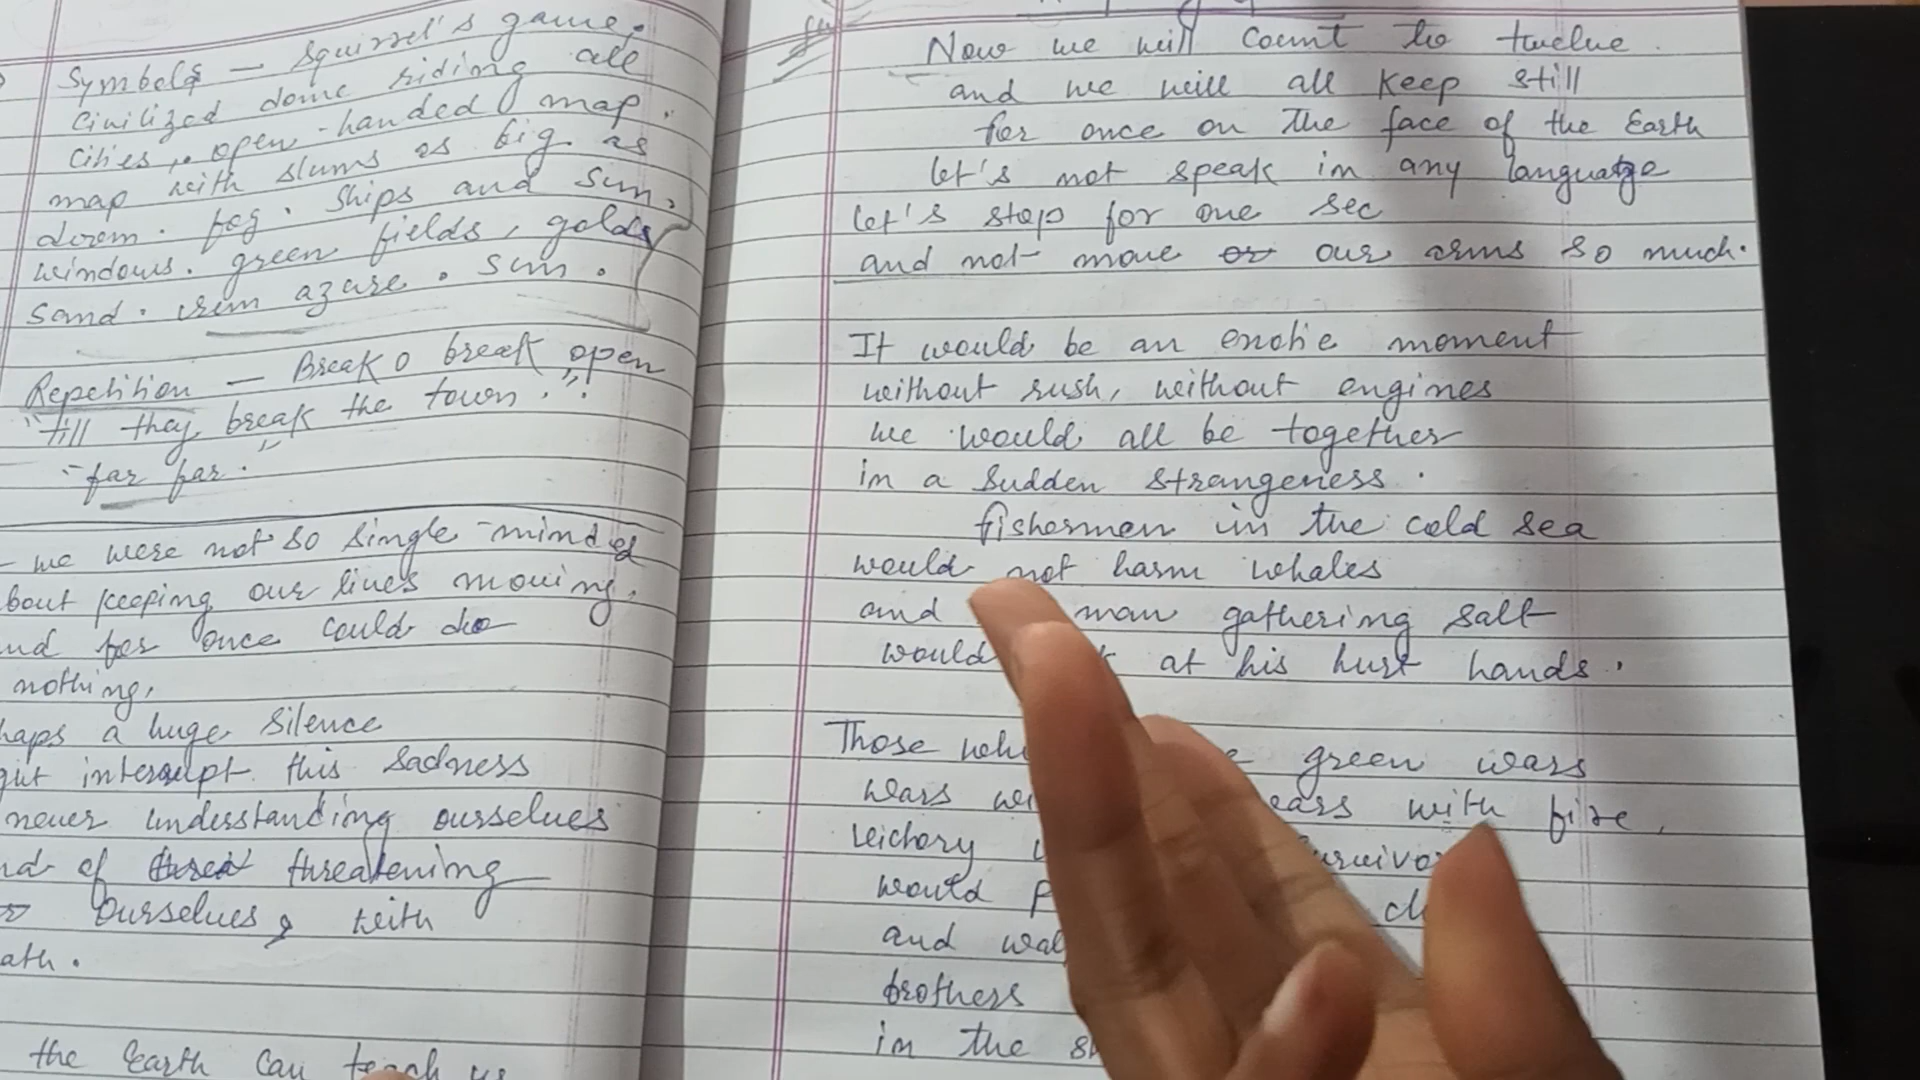 Symbols — Squirrel's game.
Civilized dome riding all
cities, open-handed map.
map with slums as big as
dorem. fog. Ships and sun,
windows. green fields, golds
sand. azure. sun.
Repetition — Break o break open
"till they break the town."
"far far."
we were not so single-minded
bout keeping our lives moving,
nd for once could do
nothing,
haps a huge silence
ght interrupt this sadness
never understanding ourselves
nd of threatening
ourselves, with
ath.
the Earth can teach us
Now we will count to twelve
and we will all keep still
for once on the face of the Earth
let's not speak in any language
let's stop for one sec
and not move our arms so much.
It would be an exotic moment
without rush, without engines
we would all be together
in a sudden strangeness.
fishermen in the cold sea
would not harm whales
and man gathering salt
would at his hurt hands.
Those green wars
wars with fire,
would
and
brothers
in the